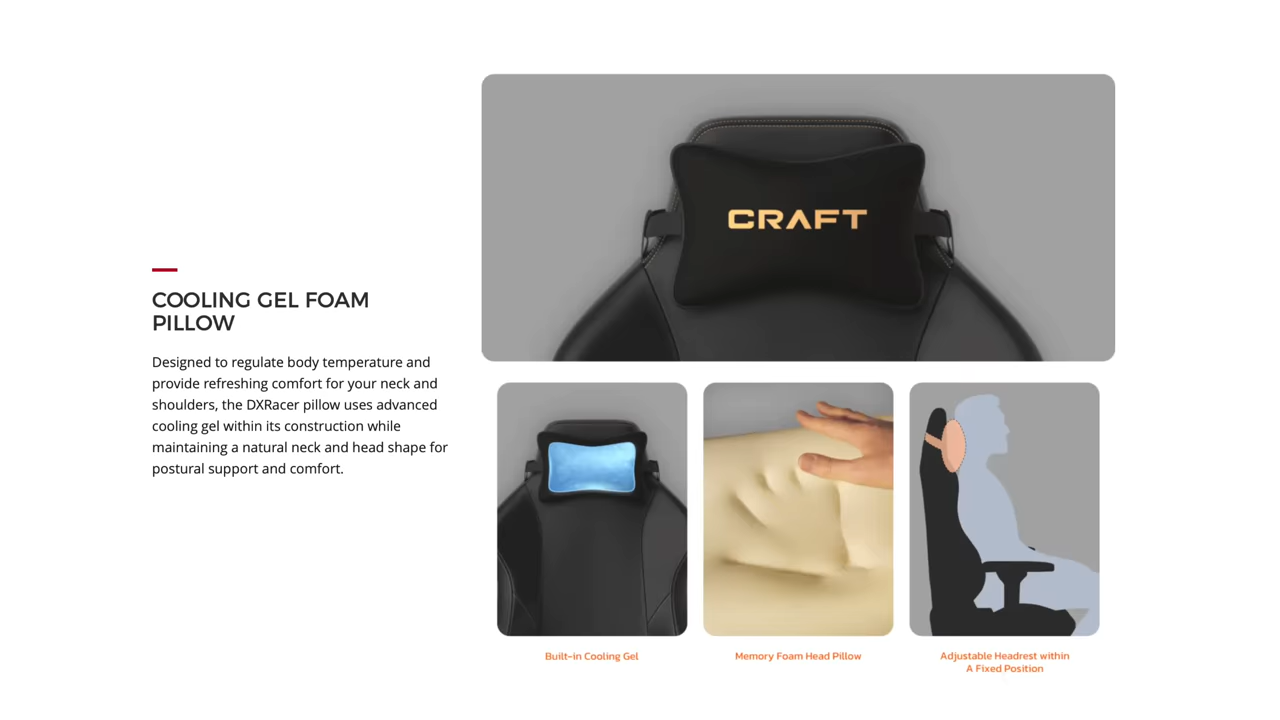 COOLING GEL FOAM
PILLOW
Designed to regulate body temperature and
provide refreshing comfort for your neck and
shoulders, the DXRacer pillow uses advanced
cooling gel within its construction while
maintaining a natural neck and head shape for
postural support and comfort.
CRAFT
Built-in Cooling Gel
Memory Foam Head Pillow
Adjustable Headrest within
A Fixed Position